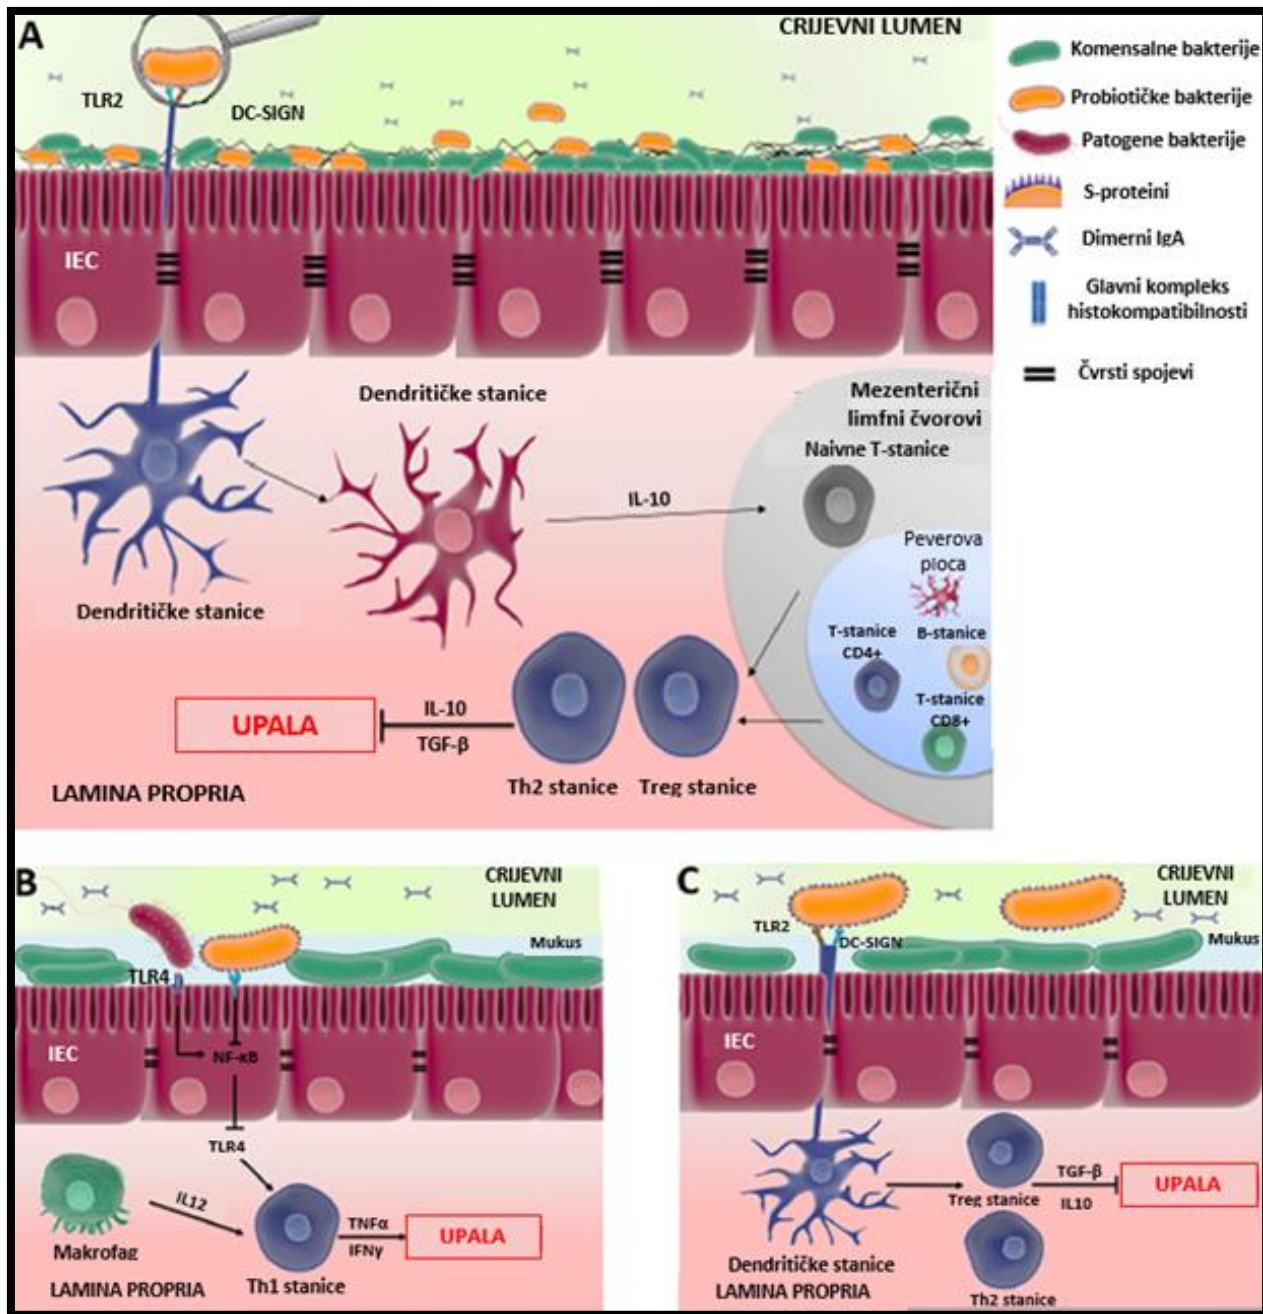 A
CRIJEVNI LUMEN
TLR2
DC-SIGN
IEC
Dendritičke stanice
Dendritičke stanice
IL-10
Mezenterični
limfni čvorovi
Naivne T-stanice
Peyerova
ploca
T-stanice
CD4+
B-stanice
T-stanice
CD8+
UPALA
IL-10
TGF-β
Th2 stanice
Treg stanice
LAMINA PROPRIA
Komensalne bakterije
Probiotičke bakterije
Patogene bakterije
S-proteini
Dimerni IgA
Glavni kompleks
histokompatibilnosti
Čvrsti spojevi
B
CRIJEVNI
LUMEN
Mukus
TLR4
IEC
NF-κB
TLR4
IL12
Makrofag
TNFα
IFNγ
UPALA
Th1 stanice
LAMINA PROPRIA
C
CRIJEVNI
LUMEN
TLR2
DC-SIGN
Mukus
IEC
Treg stanice
TGF-β
IL10
UPALA
Dendritičke stanice
LAMINA PROPRIA
Th2 stanice